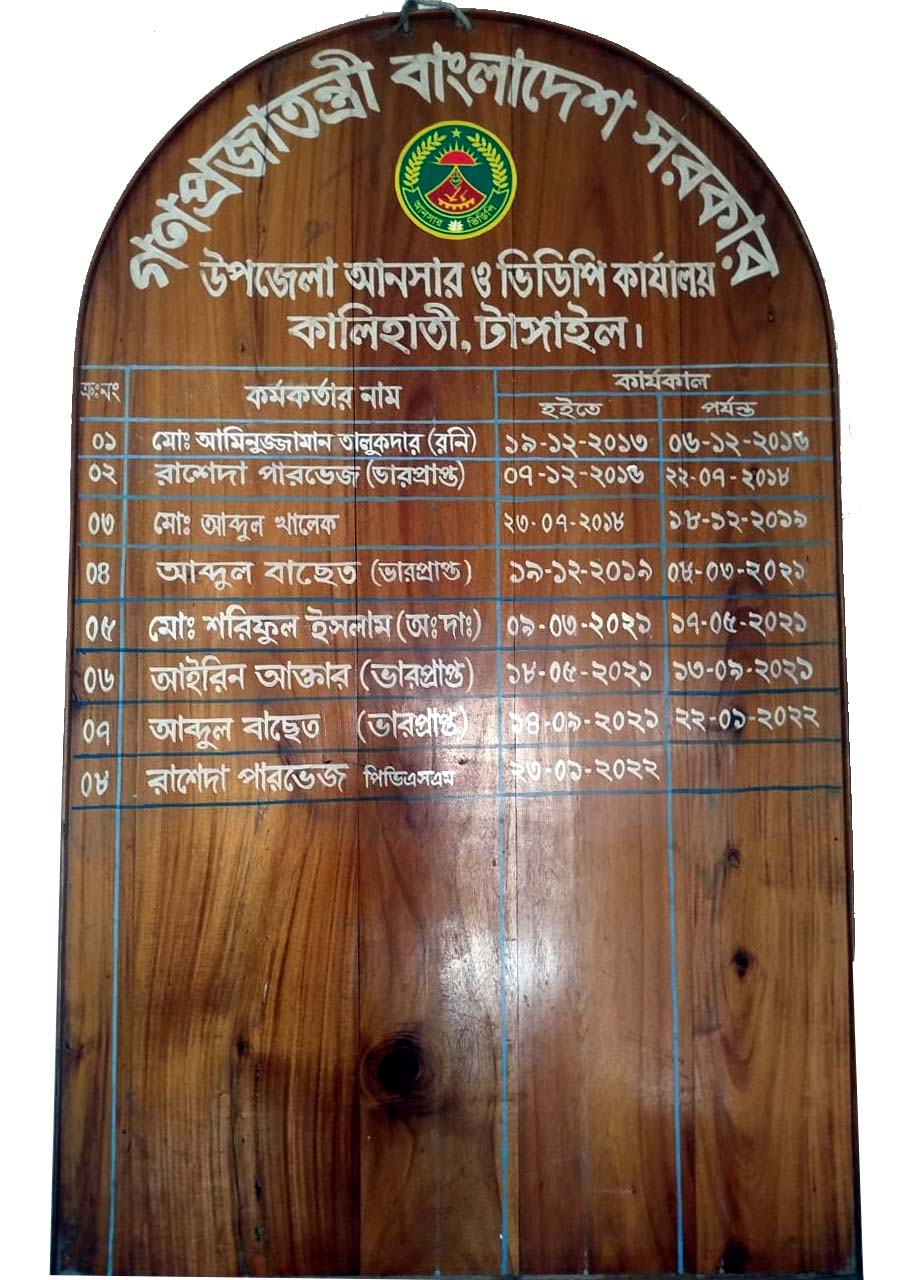 গণপ্রজাতন্ত্রী বাংলাদেশ সরকার
আনসার ভিডিপি
উপজেলা আনসার ও ভিডিপি কার্যালয়
কালিহাতী, টাঙ্গাইল।
ক্রঃনং কর্মকর্তার নাম কার্যকাল
হইতে পর্যন্ত
০১ মোঃ আমিনুজ্জামান তালুকদার (রনি) ১৯-১২-২০১৩ ০৬-১২-২০১৬
০২ রাশেদা পারভেজ (ভারপ্রাপ্ত) ০৭-১২-২০১৬ ২২-০৭-২০১৮
০৩ মোঃ আব্দুল খালেক ২৩-০৭-২০১৮ ১৮-১২-২০১৯
০৪ আব্দুল বাছেত (ভারপ্রাপ্ত) ১৯-১২-২০১৯ ০৮-০৩-২০২১
০৫ মোঃ শরিফুল ইসলাম (অঃদাঃ) ০৯-০৩-২০২১ ১৭-০৫-২০২১
০৬ আইরিন আক্তার (ভারপ্রাপ্ত) ১৮-০৫-২০২১ ১৩-০৯-২০২১
০৭ আব্দুল বাছেত (ভারপ্রাপ্ত) ১৪-০৯-২০২১ ২২-০১-২০২২
০৮ রাশেদা পারভেজ পিভিএসএম ২৩-০১-২০২২